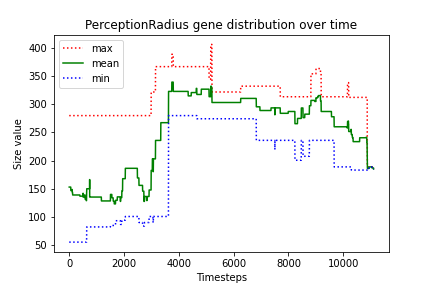 PerceptionRadius gene distribution over time
max
mean
min
400
350
300
250
200
150
100
50
Size value
0 2000 4000 6000 8000 10000
Timesteps